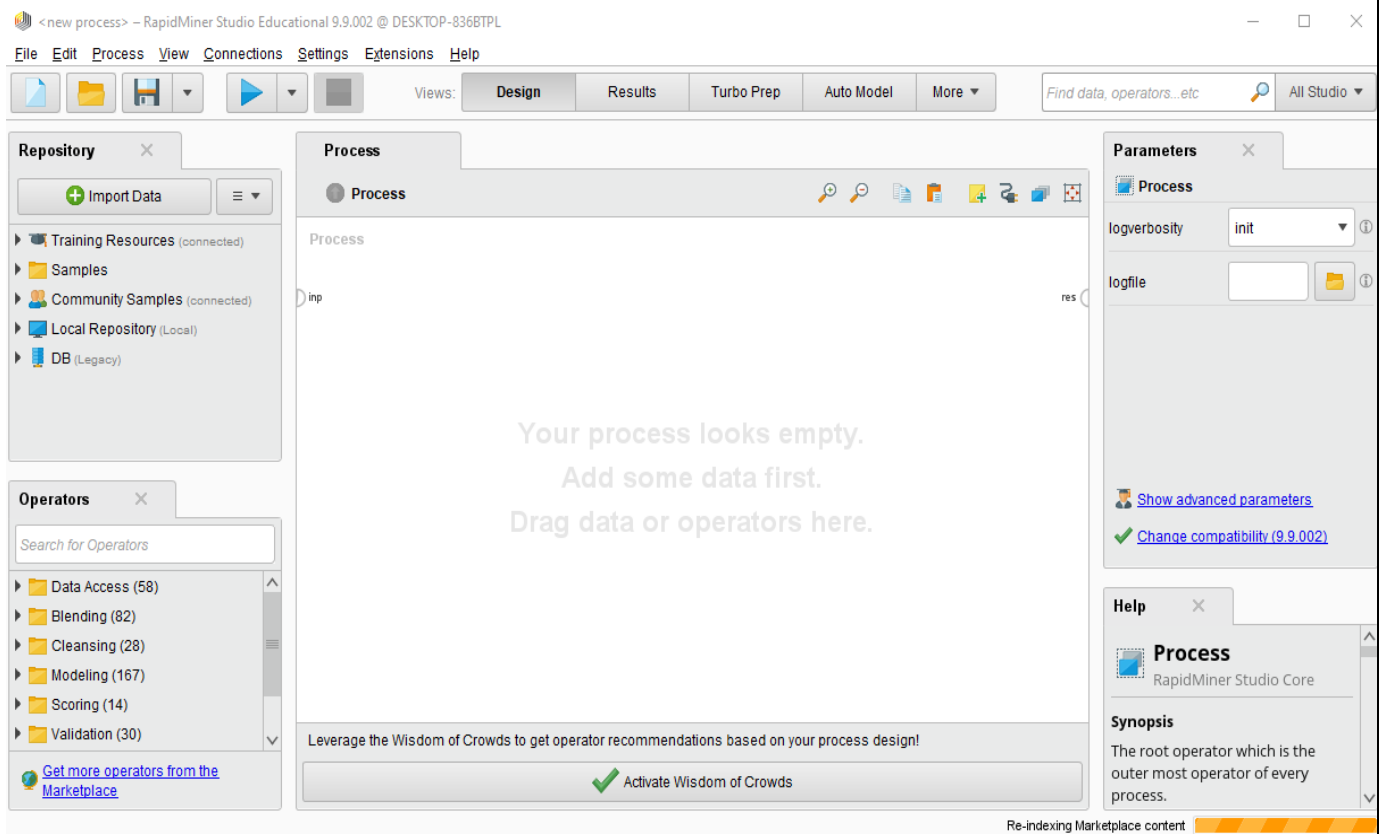 <new process> – RapidMiner Studio Educational 9.9.002 @ DESKTOP-836BTPL
File Edit Process View Connections Settings Extensions Help
Views: Design Results Turbo Prep Auto Model More Find data, operators...etc All Studio
Repository
Import Data
Training Resources (connected)
Samples
Community Samples (connected)
Local Repository (Local)
DB (Legacy)
Operators
Search for Operators
Data Access (58)
Blending (82)
Cleansing (28)
Modeling (167)
Scoring (14)
Validation (30)
Get more operators from the
Marketplace
Process
Process
Process
inp
res
Your process looks empty.
Add some data first.
Drag data or operators here.
Leverage the Wisdom of Crowds to get operator recommendations based on your process design!
Activate Wisdom of Crowds
Parameters
Process
logverbosity init
logfile
Show advanced parameters
Change compatibility (9.9.002)
Help
Process
RapidMiner Studio Core
Synopsis
The root operator which is the
outer most operator of every
process.
Re-indexing Marketplace content